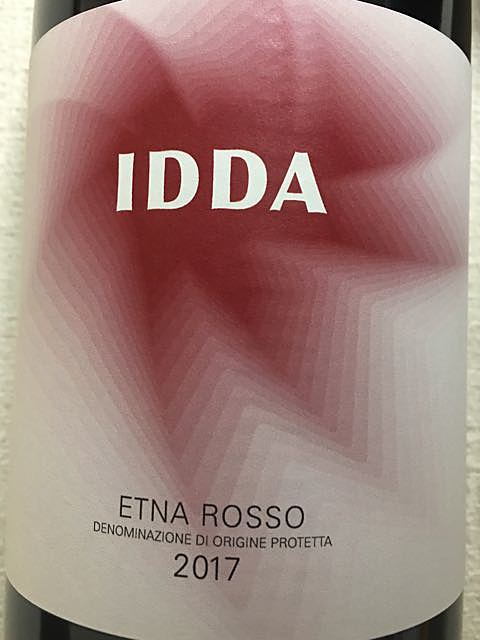 IDDA
ETNA ROSSO
DENOMINAZIONE DI ORIGINE PROTETTA
2017